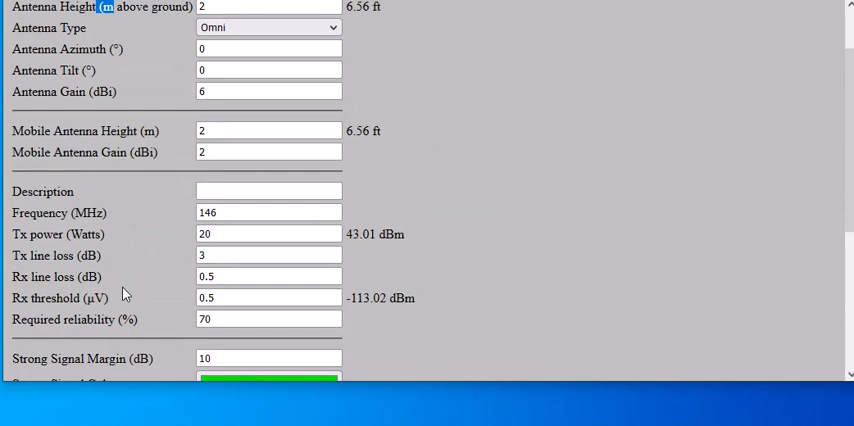 Antenna Height (m above ground) 2 6.56 ft
Antenna Type Omni
Antenna Azimuth (°) 0
Antenna Tilt (°) 0
Antenna Gain (dBi) 6
Mobile Antenna Height (m) 2 6.56 ft
Mobile Antenna Gain (dBi) 2
Description
Frequency (MHz) 146
Tx power (Watts) 20 43.01 dBm
Tx line loss (dB) 3
Rx line loss (dB) 0.5
Rx threshold (µV) 0.5 -113.02 dBm
Required reliability (%) 70
Strong Signal Margin (dB) 10